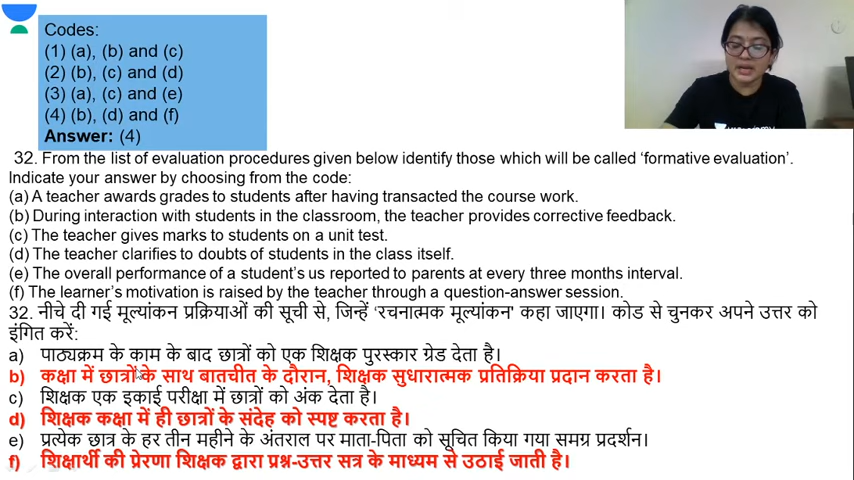 Codes:
(1) (a), (b) and (c)
(2) (b), (c) and (d)
(3) (a), (c) and (e)
(4) (b), (d) and (f)
Answer: (4)
32. From the list of evaluation procedures given below identify those which will be called ‘formative evaluation’.
Indicate your answer by choosing from the code:
(a) A teacher awards grades to students after having transacted the course work.
(b) During interaction with students in the classroom, the teacher provides corrective feedback.
(c) The teacher gives marks to students on a unit test.
(d) The teacher clarifies to doubts of students in the class itself.
(e) The overall performance of a student’s us reported to parents at every three months interval.
(f) The learner’s motivation is raised by the teacher through a question-answer session.
32. नीचे दी गई मूल्यांकन प्रक्रियाओं की सूची से, जिन्हें ‘रचनात्मक मूल्यांकन' कहा जाएगा। कोड से चुनकर अपने उत्तर को
इंगित करें:
a) पाठ्यक्रम के काम के बाद छात्रों को एक शिक्षक पुरस्कार ग्रेड देता है।
b) कक्षा में छात्रों के साथ बातचीत के दौरान, शिक्षक सुधारात्मक प्रतिक्रिया प्रदान करता है।
c) शिक्षक एक इकाई परीक्षा में छात्रों को अंक देता है।
d) शिक्षक कक्षा में ही छात्रों के संदेह को स्पष्ट करता है।
e) प्रत्येक छात्र के हर तीन महीने के अंतराल पर माता-पिता को सूचित किया गया समग्र प्रदर्शन।
f) शिक्षार्थी की प्रेरणा शिक्षक द्वारा प्रश्न-उत्तर सत्र के माध्यम से उठाई जाती है।